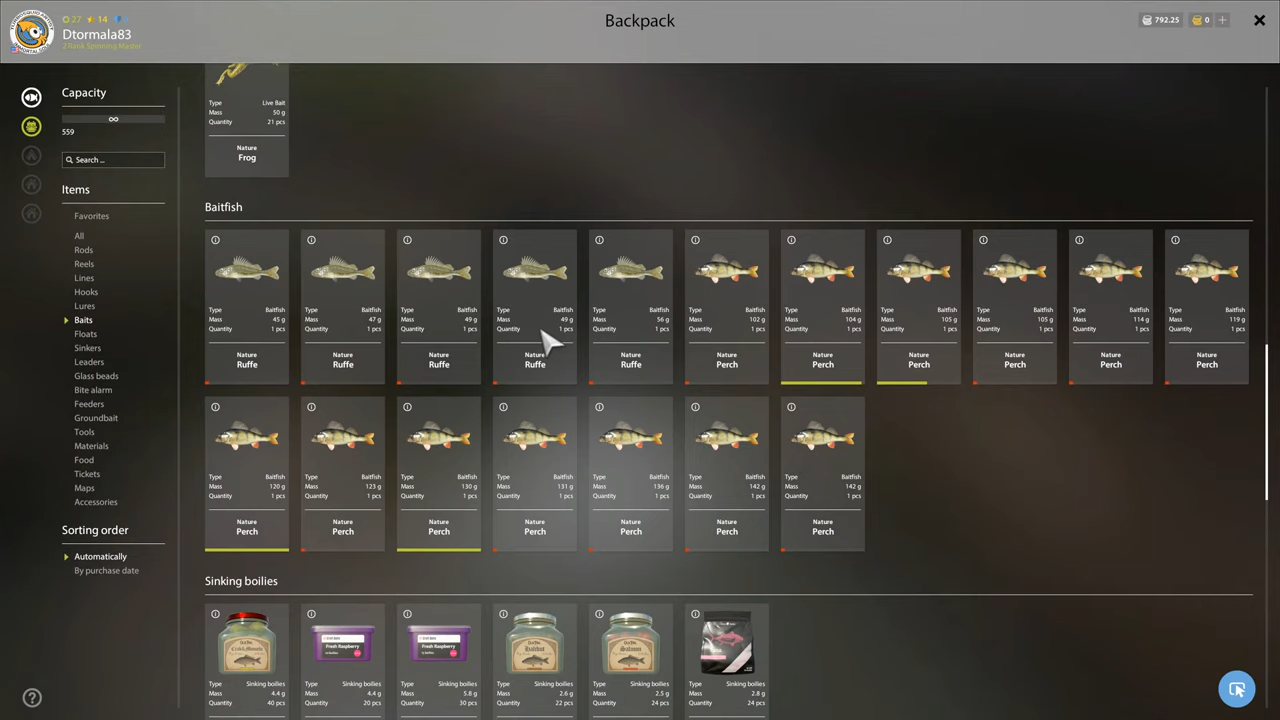 27 14
Backpack
792.25 0 +
Dtormala83
2 Rank Spinning Master
Capacity
∞
559
Search ...
Items
Favorites
All
Rods
Reels
Lines
Hooks
Lures
Baits
Floats
Sinkers
Leaders
Glass beads
Bite alarm
Feeders
Groundbait
Tools
Materials
Food
Tickets
Maps
Accessories
Sorting order
Automatically
By purchase date
Type Live Bait
Mass 50 g
Quantity 21 pcs
Nature
Frog
Baitfish
Type Baitfish
Mass 45 g
Quantity 1 pcs
Nature
Ruffe
Type Baitfish
Mass 47 g
Quantity 1 pcs
Nature
Ruffe
Type Baitfish
Mass 49 g
Quantity 1 pcs
Nature
Ruffe
Type Baitfish
Mass 49 g
Quantity 1 pcs
Nature
Ruffe
Type Baitfish
Mass 56 g
Quantity 1 pcs
Nature
Ruffe
Type Baitfish
Mass 102 g
Quantity 1 pcs
Nature
Perch
Type Baitfish
Mass 104 g
Quantity 1 pcs
Nature
Perch
Type Baitfish
Mass 105 g
Quantity 1 pcs
Nature
Perch
Type Baitfish
Mass 105 g
Quantity 1 pcs
Nature
Perch
Type Baitfish
Mass 114 g
Quantity 1 pcs
Nature
Perch
Type Baitfish
Mass 119 g
Quantity 1 pcs
Nature
Perch
Type Baitfish
Mass 120 g
Quantity 1 pcs
Nature
Perch
Type Baitfish
Mass 123 g
Quantity 1 pcs
Nature
Perch
Type Baitfish
Mass 130 g
Quantity 1 pcs
Nature
Perch
Type Baitfish
Mass 131 g
Quantity 1 pcs
Nature
Perch
Type Baitfish
Mass 136 g
Quantity 1 pcs
Nature
Perch
Type Baitfish
Mass 142 g
Quantity 1 pcs
Nature
Perch
Type Baitfish
Mass 142 g
Quantity 1 pcs
Nature
Perch
Sinking boilies
Type Sinking boilies
Mass 4.4 g
Quantity 40 pcs
Fresh Raspberry
Type Sinking boilies
Mass 4.4 g
Quantity 20 pcs
Fresh Raspberry
Type Sinking boilies
Mass 5.8 g
Quantity 30 pcs
Halibut
Type Sinking boilies
Mass 2.6 g
Quantity 22 pcs
Salmon
Type Sinking boilies
Mass 2.5 g
Quantity 24 pcs
Type Sinking boilies
Mass 2.8 g
Quantity 24 pcs
?